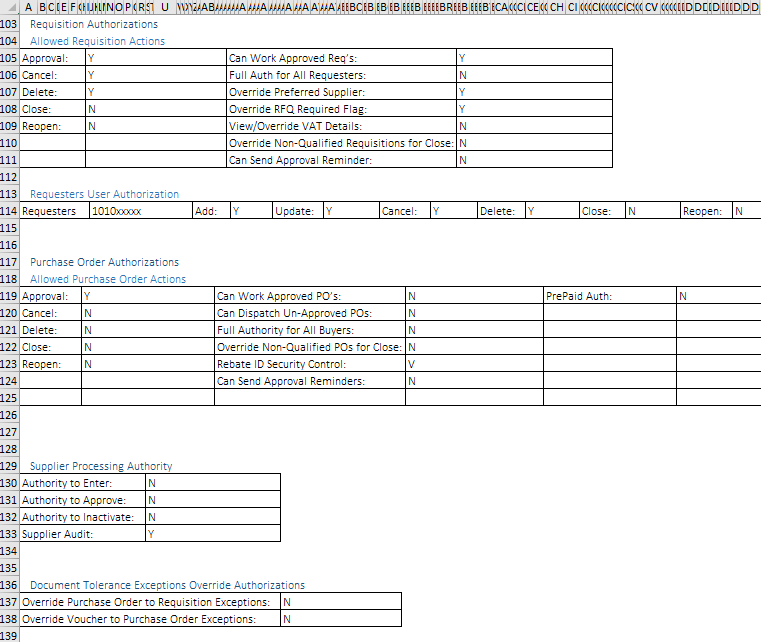 103 Requisition Authorizations
104 Allowed Requisition Actions
105 Approval: Y Can Work Approved Req's: Y
106 Cancel: Y Full Auth for All Requesters: N
107 Delete: Y Override Preferred Supplier: Y
108 Close: N Override RFQ Required Flag: Y
109 Reopen: N View/Override VAT Details: N
110 Override Non-Qualified Requisitions for Close: N
111 Can Send Approval Reminder: N
112
113 Requesters User Authorization
114 Requesters 1010xxxxx Add: Y Update: Y Cancel: Y Delete: Y Close: N Reopen: N
115
116
117 Purchase Order Authorizations
118 Allowed Purchase Order Actions
119 Approval: Y Can Work Approved PO's: N PrePaid Auth: N
120 Cancel: N Can Dispatch Un-Approved POs: N
121 Delete: N Full Authority for All Buyers: N
122 Close: N Override Non-Qualified POs for Close: N
123 Reopen: N Rebate ID Security Control: V
124 Can Send Approval Reminders: N
125
126
127
128
129 Supplier Processing Authority
130 Authority to Enter: N
131 Authority to Approve: N
132 Authority to Inactivate: N
133 Supplier Audit: Y
134
135
136 Document Tolerance Exceptions Override Authorizations
137 Override Purchase Order to Requisition Exceptions: N
138 Override Voucher to Purchase Order Exceptions: N
139